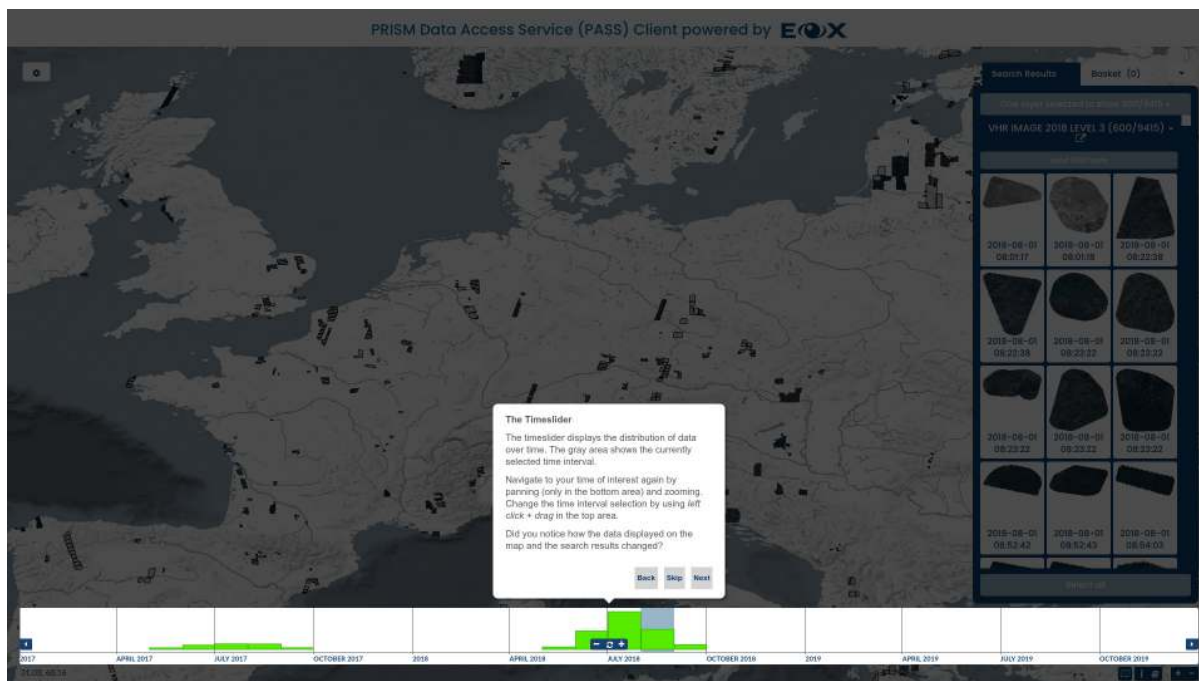 PRISM Data Access Service (PASS) Client powered by EOX
Search Results
Basket (0)
VHR IMAGE 2018 LEVEL 3 (600/9415)
2018-08-01
08:01:17
2018-08-01
08:01:18
2018-08-01
08:22:38
2018-08-01
08:22:38
2018-08-01
08:23:22
2018-08-01
08:23:22
2018-08-01
08:23:22
2018-08-01
08:23:22
2018-08-01
08:23:22
2018-08-01
08:52:42
2018-08-01
08:52:43
2018-08-01
08:54:03
Select all
The Timeslider
The timeslider displays the distribution of data
over time. The gray area shows the currently
selected time interval.
Navigate to your time of interest again by
panning (only in the bottom area) and zooming.
Change the time interval selection by using left
click + drag in the top area.
Did you notice how the data displayed on the
map and the search results changed?
Back Skip Next
2017 APRIL 2017 JULY 2017 OCTOBER 2017 2018 APRIL 2018 JULY 2018 OCTOBER 2018 2019 APRIL 2019 JULY 2019 OCTOBER 2019